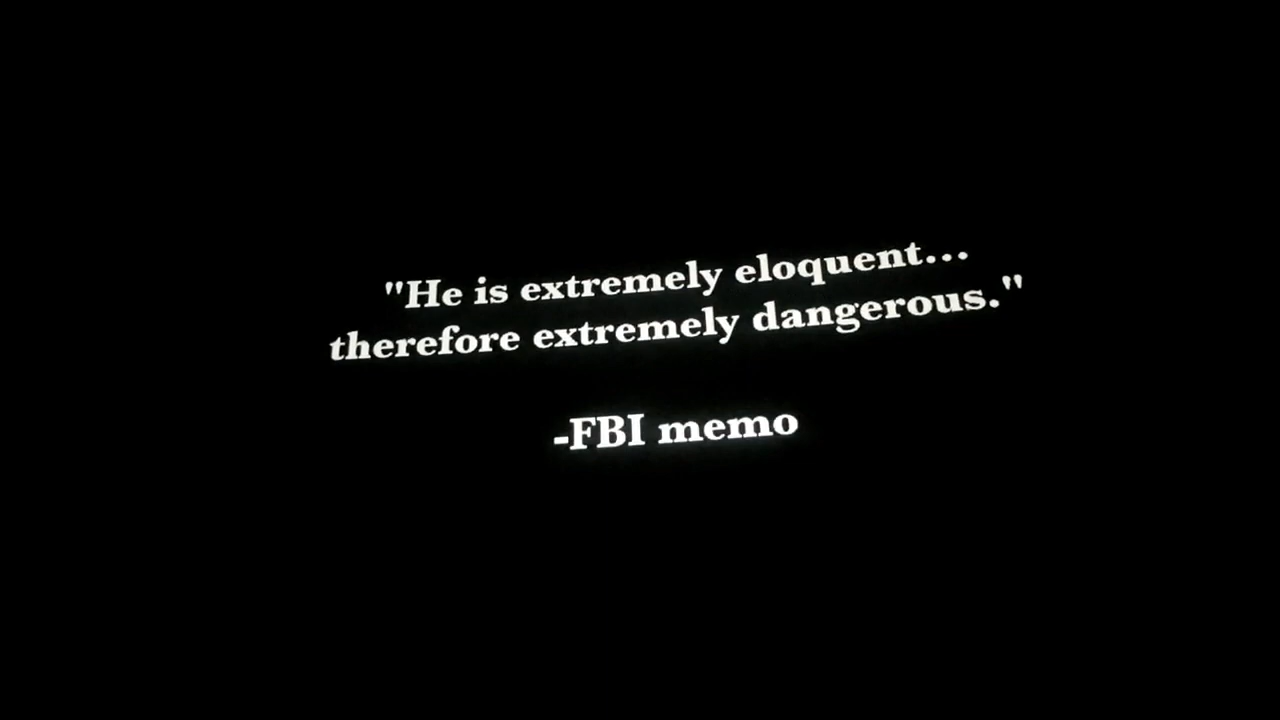 "He is extremely eloquent...
therefore extremely dangerous."
-FBI memo